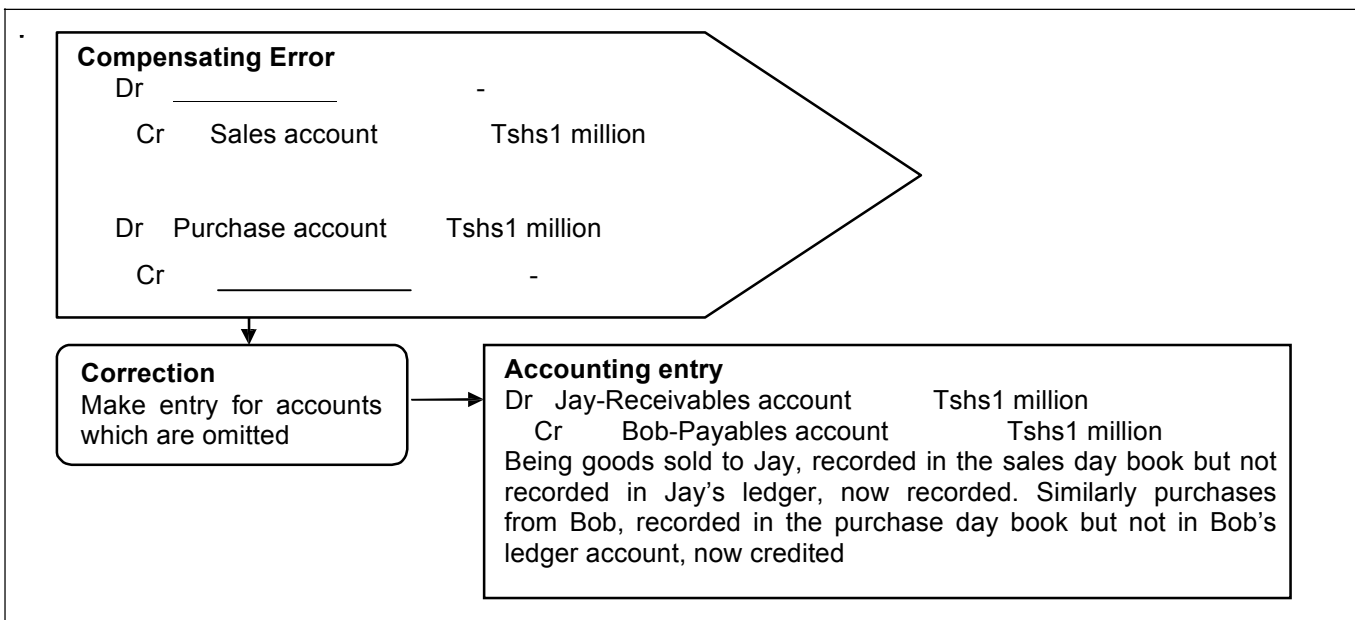 .
Compensating Error
Dr ___________ -
Cr Sales account Tshs1 million
Dr Purchase account Tshs1 million
Cr _____________ -
Correction
Make entry for accounts
which are omitted
Accounting entry
Dr Jay-Receivables account Tshs1 million
Cr Bob-Payables account Tshs1 million
Being goods sold to Jay, recorded in the sales day book but not
recorded in Jay’s ledger, now recorded. Similarly purchases
from Bob, recorded in the purchase day book but not in Bob’s
ledger account, now credited